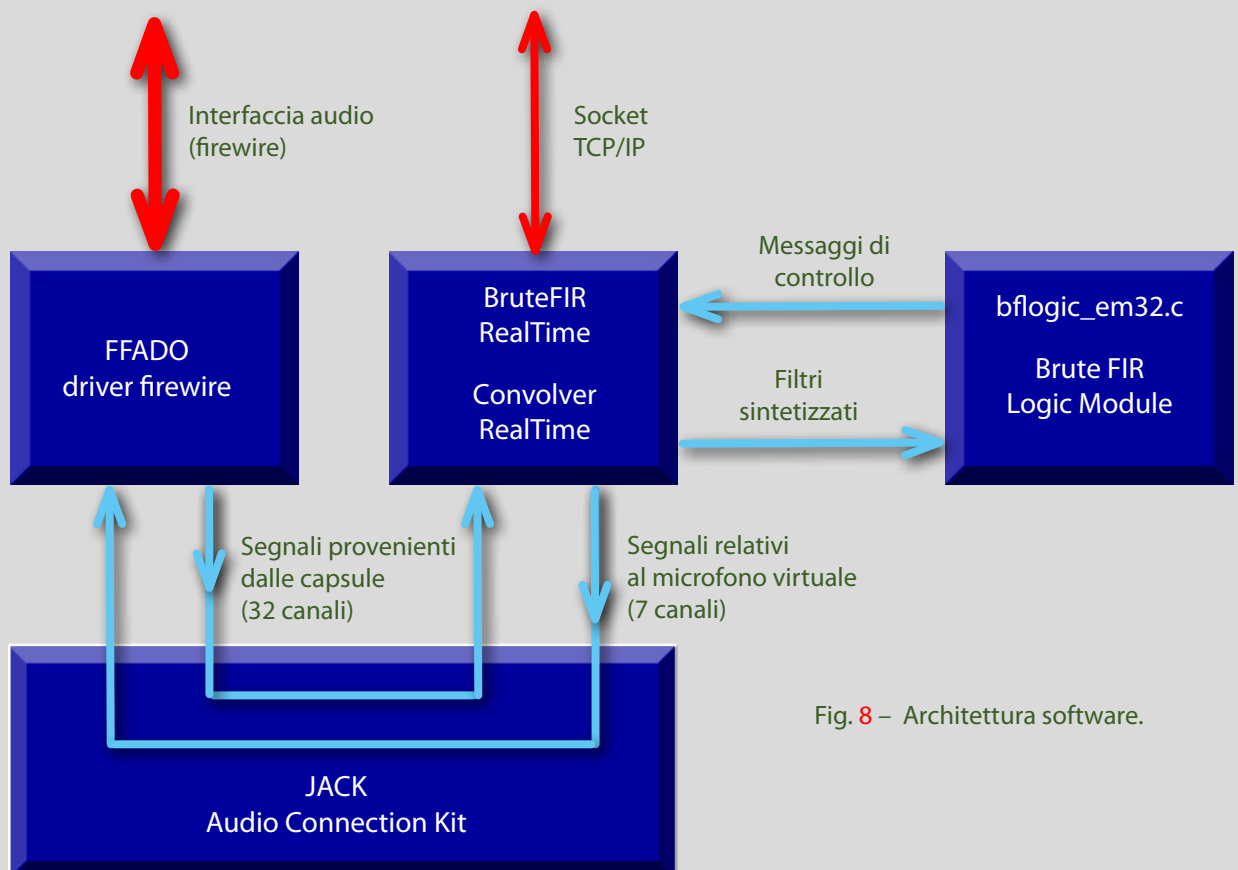 Interfaccia audio
(firewire)
Socket
TCP/IP
FFADO
driver firewire
BruteFIR
RealTime
Convolver
RealTime
Messaggi di
controllo
Filtri
sintetizzati
bflogic_em32.c
Brute FIR
Logic Module
Segnali provenienti
dalle capsule
(32 canali)
Segnali relativi
al microfono virtuale
(7 canali)
JACK
Audio Connection Kit
Fig. 8 – Architettura software.